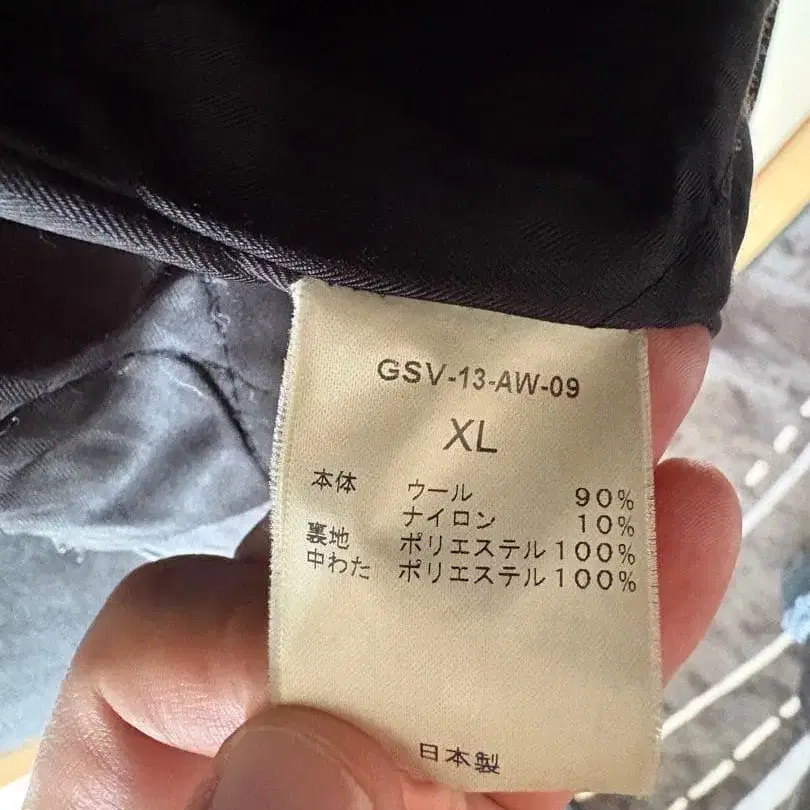 GSV-13-AW-09
XL
本体 ウール 90%
ナイロン 10%
裏地 ポリエステル 100%
中わた ポリエステル 100%
日本製